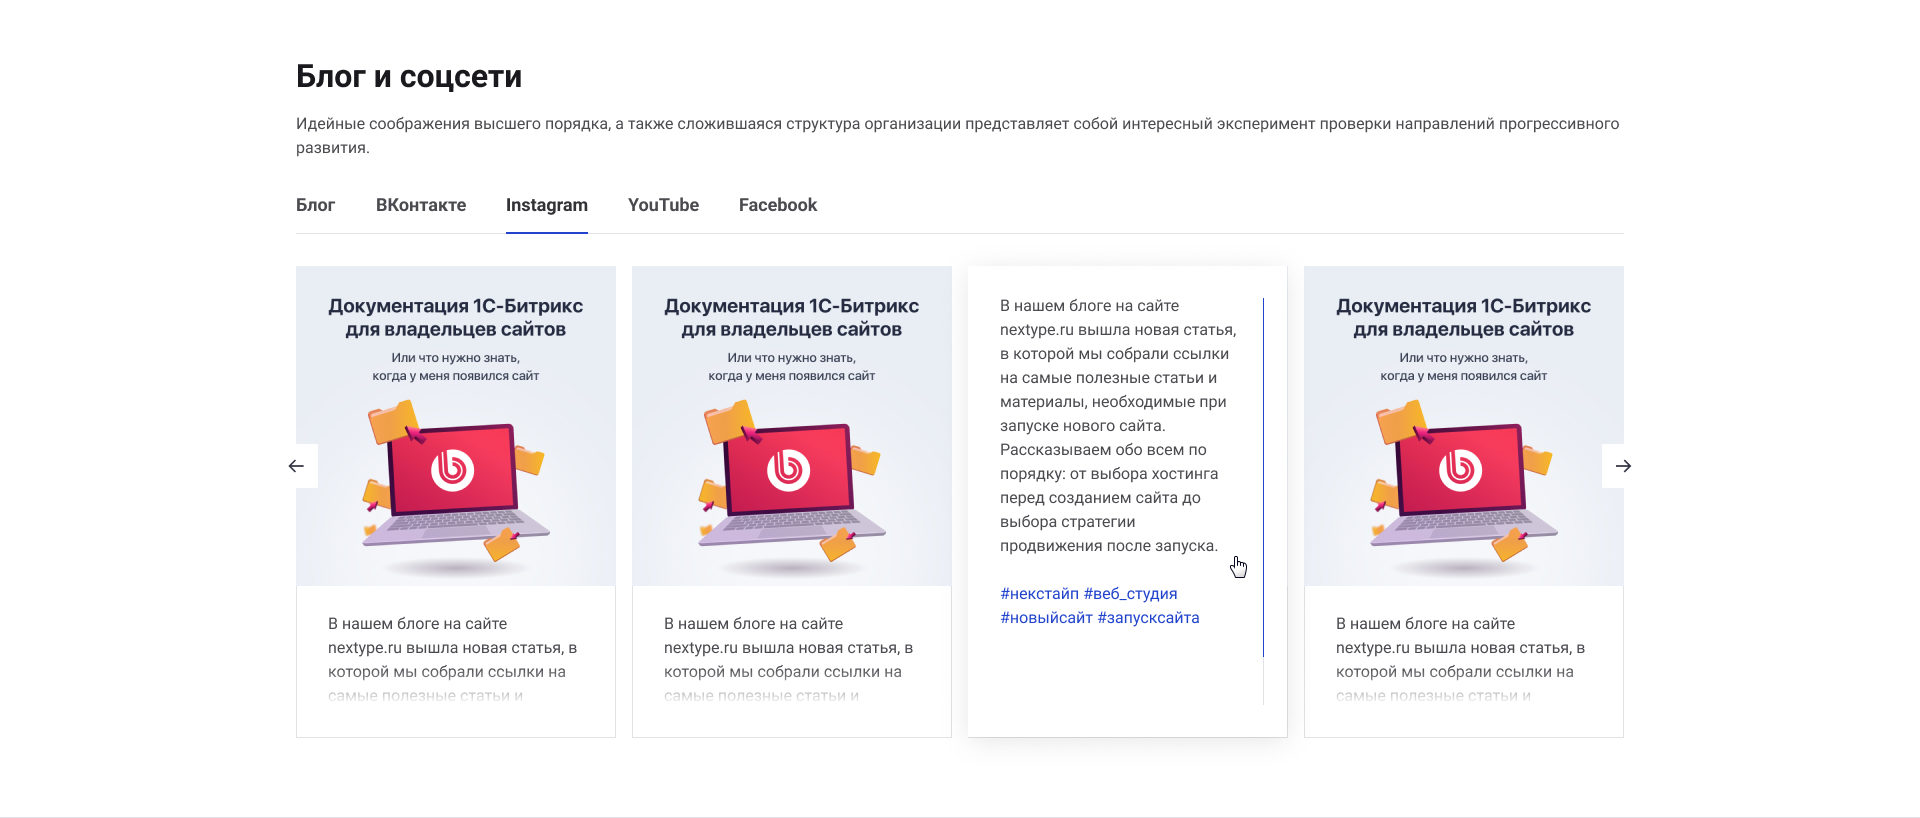 Блог и соцсети
Идейные соображения высшего порядка, а также сложившаяся структура организации представляет собой интересный эксперимент проверки направлений прогрессивного
развития.
Блог ВКонтакте Instagram YouTube Facebook
Документация 1С-Битрикс
для владельцев сайтов
Или что нужно знать,
когда у меня появился сайт
В нашем блоге на сайте
nextype.ru вышла новая статья, в
которой мы собрали ссылки на
самые полезные статьи и
Документация 1С-Битрикс
для владельцев сайтов
Или что нужно знать,
когда у меня появился сайт
В нашем блоге на сайте
nextype.ru вышла новая статья, в
которой мы собрали ссылки на
самые полезные статьи и
В нашем блоге на сайте
nextype.ru вышла новая статья,
в которой мы собрали ссылки
на самые полезные статьи и
материалы, необходимые при
запуске нового сайта.
Рассказываем обо всем по
порядку: от выбора хостинга
перед созданием сайта до
выбора стратегии
продвижения после запуска.
#некстайп #веб_студия
#новыйсайт #запусксайта
Документация 1С-Битрикс
для владельцев сайтов
Или что нужно знать,
когда у меня появился сайт
В нашем блоге на сайте
nextype.ru вышла новая статья, в
которой мы собрали ссылки на
самые полезные статьи и